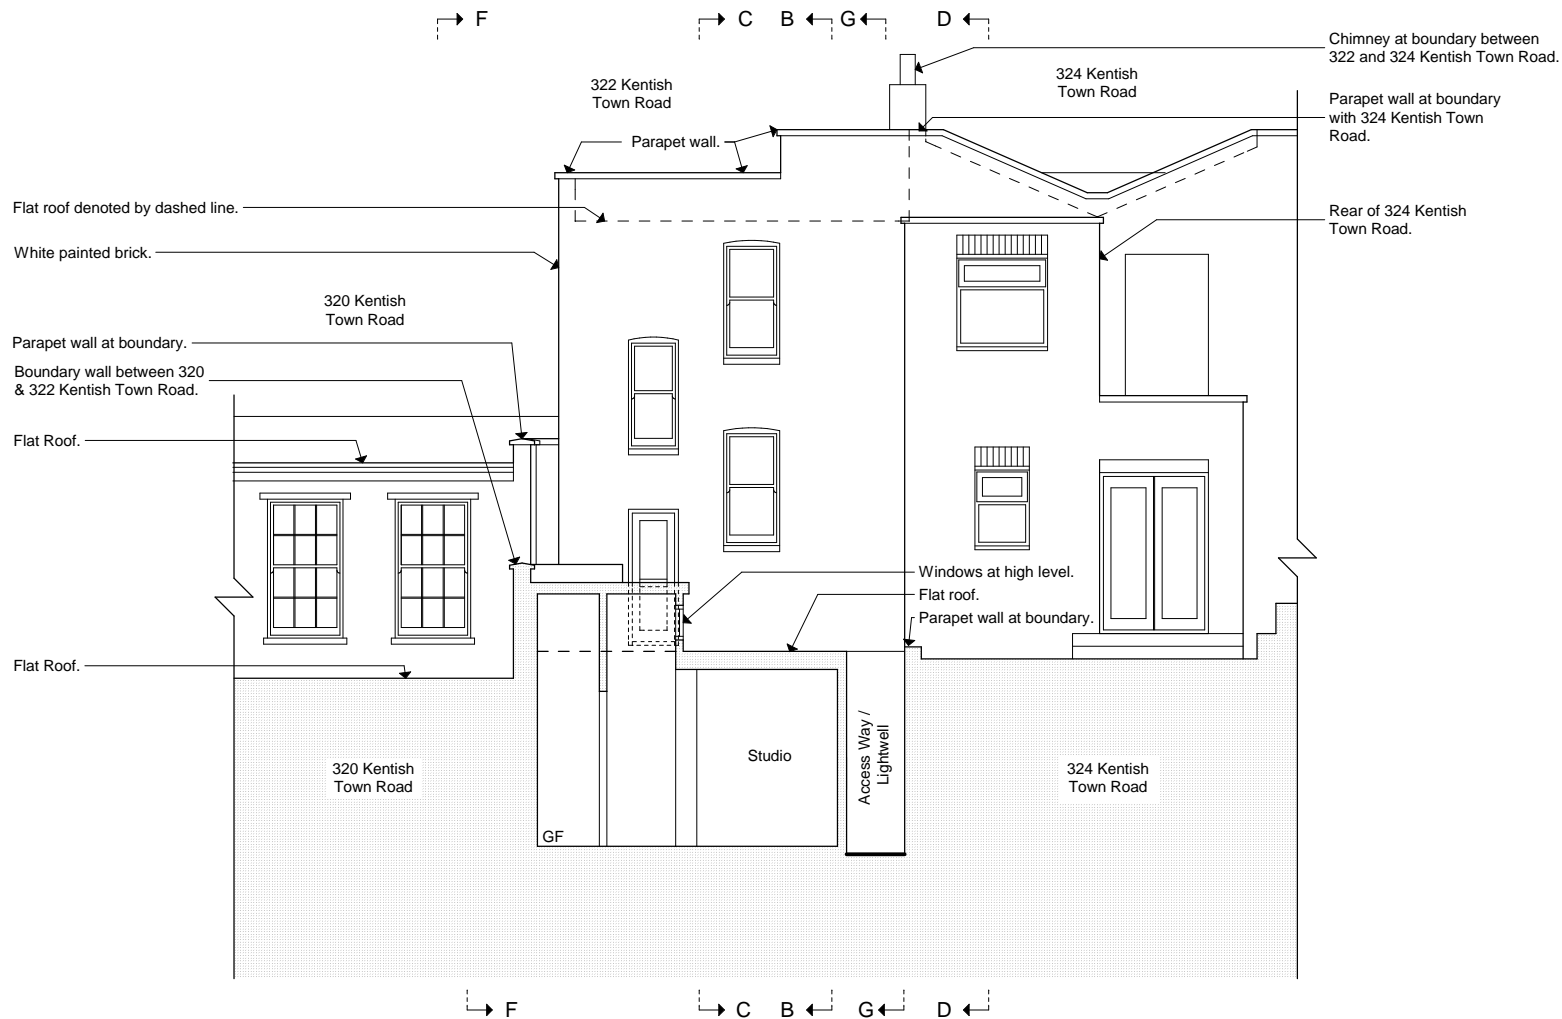 F
C
B
G
D
Chimney at boundary between
322 and 324 Kentish Town Road.
322 Kentish
Town Road
324 Kentish
Town Road
Parapet wall at boundary
with 324 Kentish Town
Road.
Parapet wall.
Flat roof denoted by dashed line.
Rear of 324 Kentish
Town Road.
White painted brick.
320 Kentish
Town Road
Parapet wall at boundary.
Boundary wall between 320
& 322 Kentish Town Road.
Flat Roof.
Windows at high level.
Flat roof.
Parapet wall at boundary.
Flat Roof.
320 Kentish
Town Road
Studio
Access Way /
Lightwell
324 Kentish
Town Road
GF
F
C
B
G
D